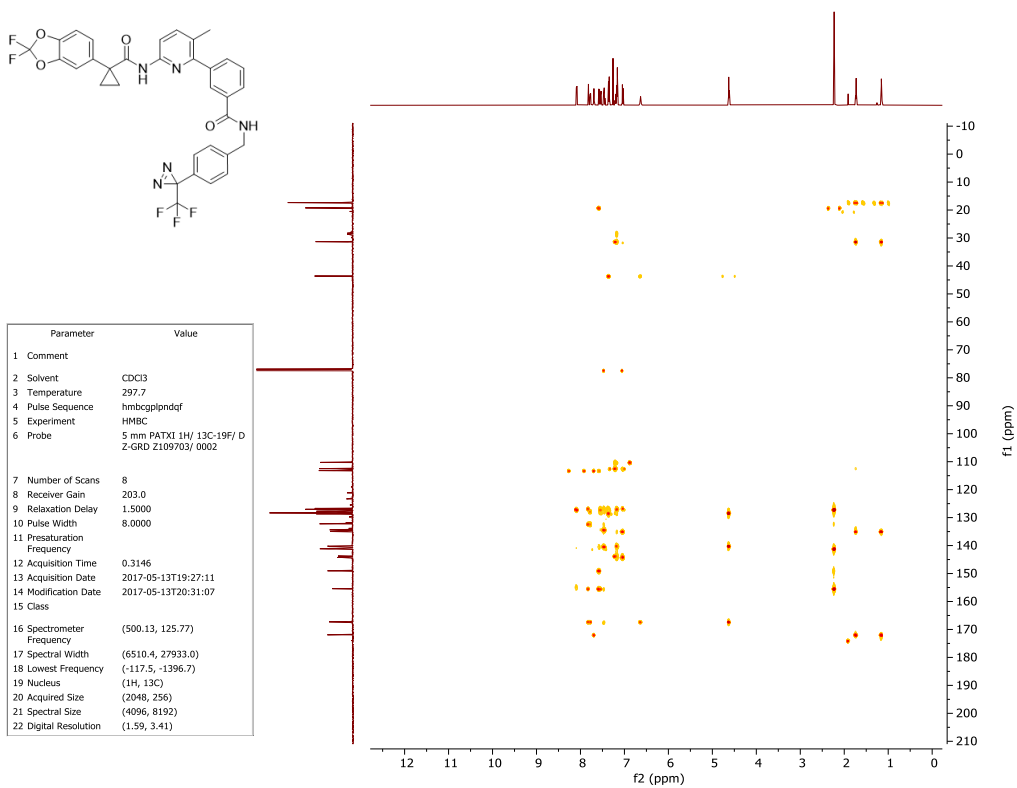 F
F
O
O
O
NH
N
O
NH
N
N
F
F
F
Parameter Value
1 Comment
2 Solvent CDCl3
3 Temperature 297.7
4 Pulse Sequence hmbcgplpndqf
5 Experiment HMBC
6 Probe 5 mm PATXI 1H/ 13C-19F/ D
Z-GRD Z109703/ 0002
7 Number of Scans 8
8 Receiver Gain 203.0
9 Relaxation Delay 1.5000
10 Pulse Width 8.0000
11 Presaturation
Frequency
12 Acquisition Time 0.3146
13 Acquisition Date 2017-05-13T19:27:11
14 Modification Date 2017-05-13T20:31:07
15 Class
16 Spectrometer (500.13, 125.77)
Frequency
17 Spectral Width (6510.4, 27933.0)
18 Lowest Frequency (-117.5, -1396.7)
19 Nucleus (1H, 13C)
20 Acquired Size (2048, 256)
21 Spectral Size (4096, 8192)
22 Digital Resolution (1.59, 3.41)
-10
0
10
20
30
40
50
60
70
80
90
100
110
120
130
140
150
160
170
180
190
200
210
f1 (ppm)
12 11 10 9 8 7 6 5 4 3 2 1 0
f2 (ppm)